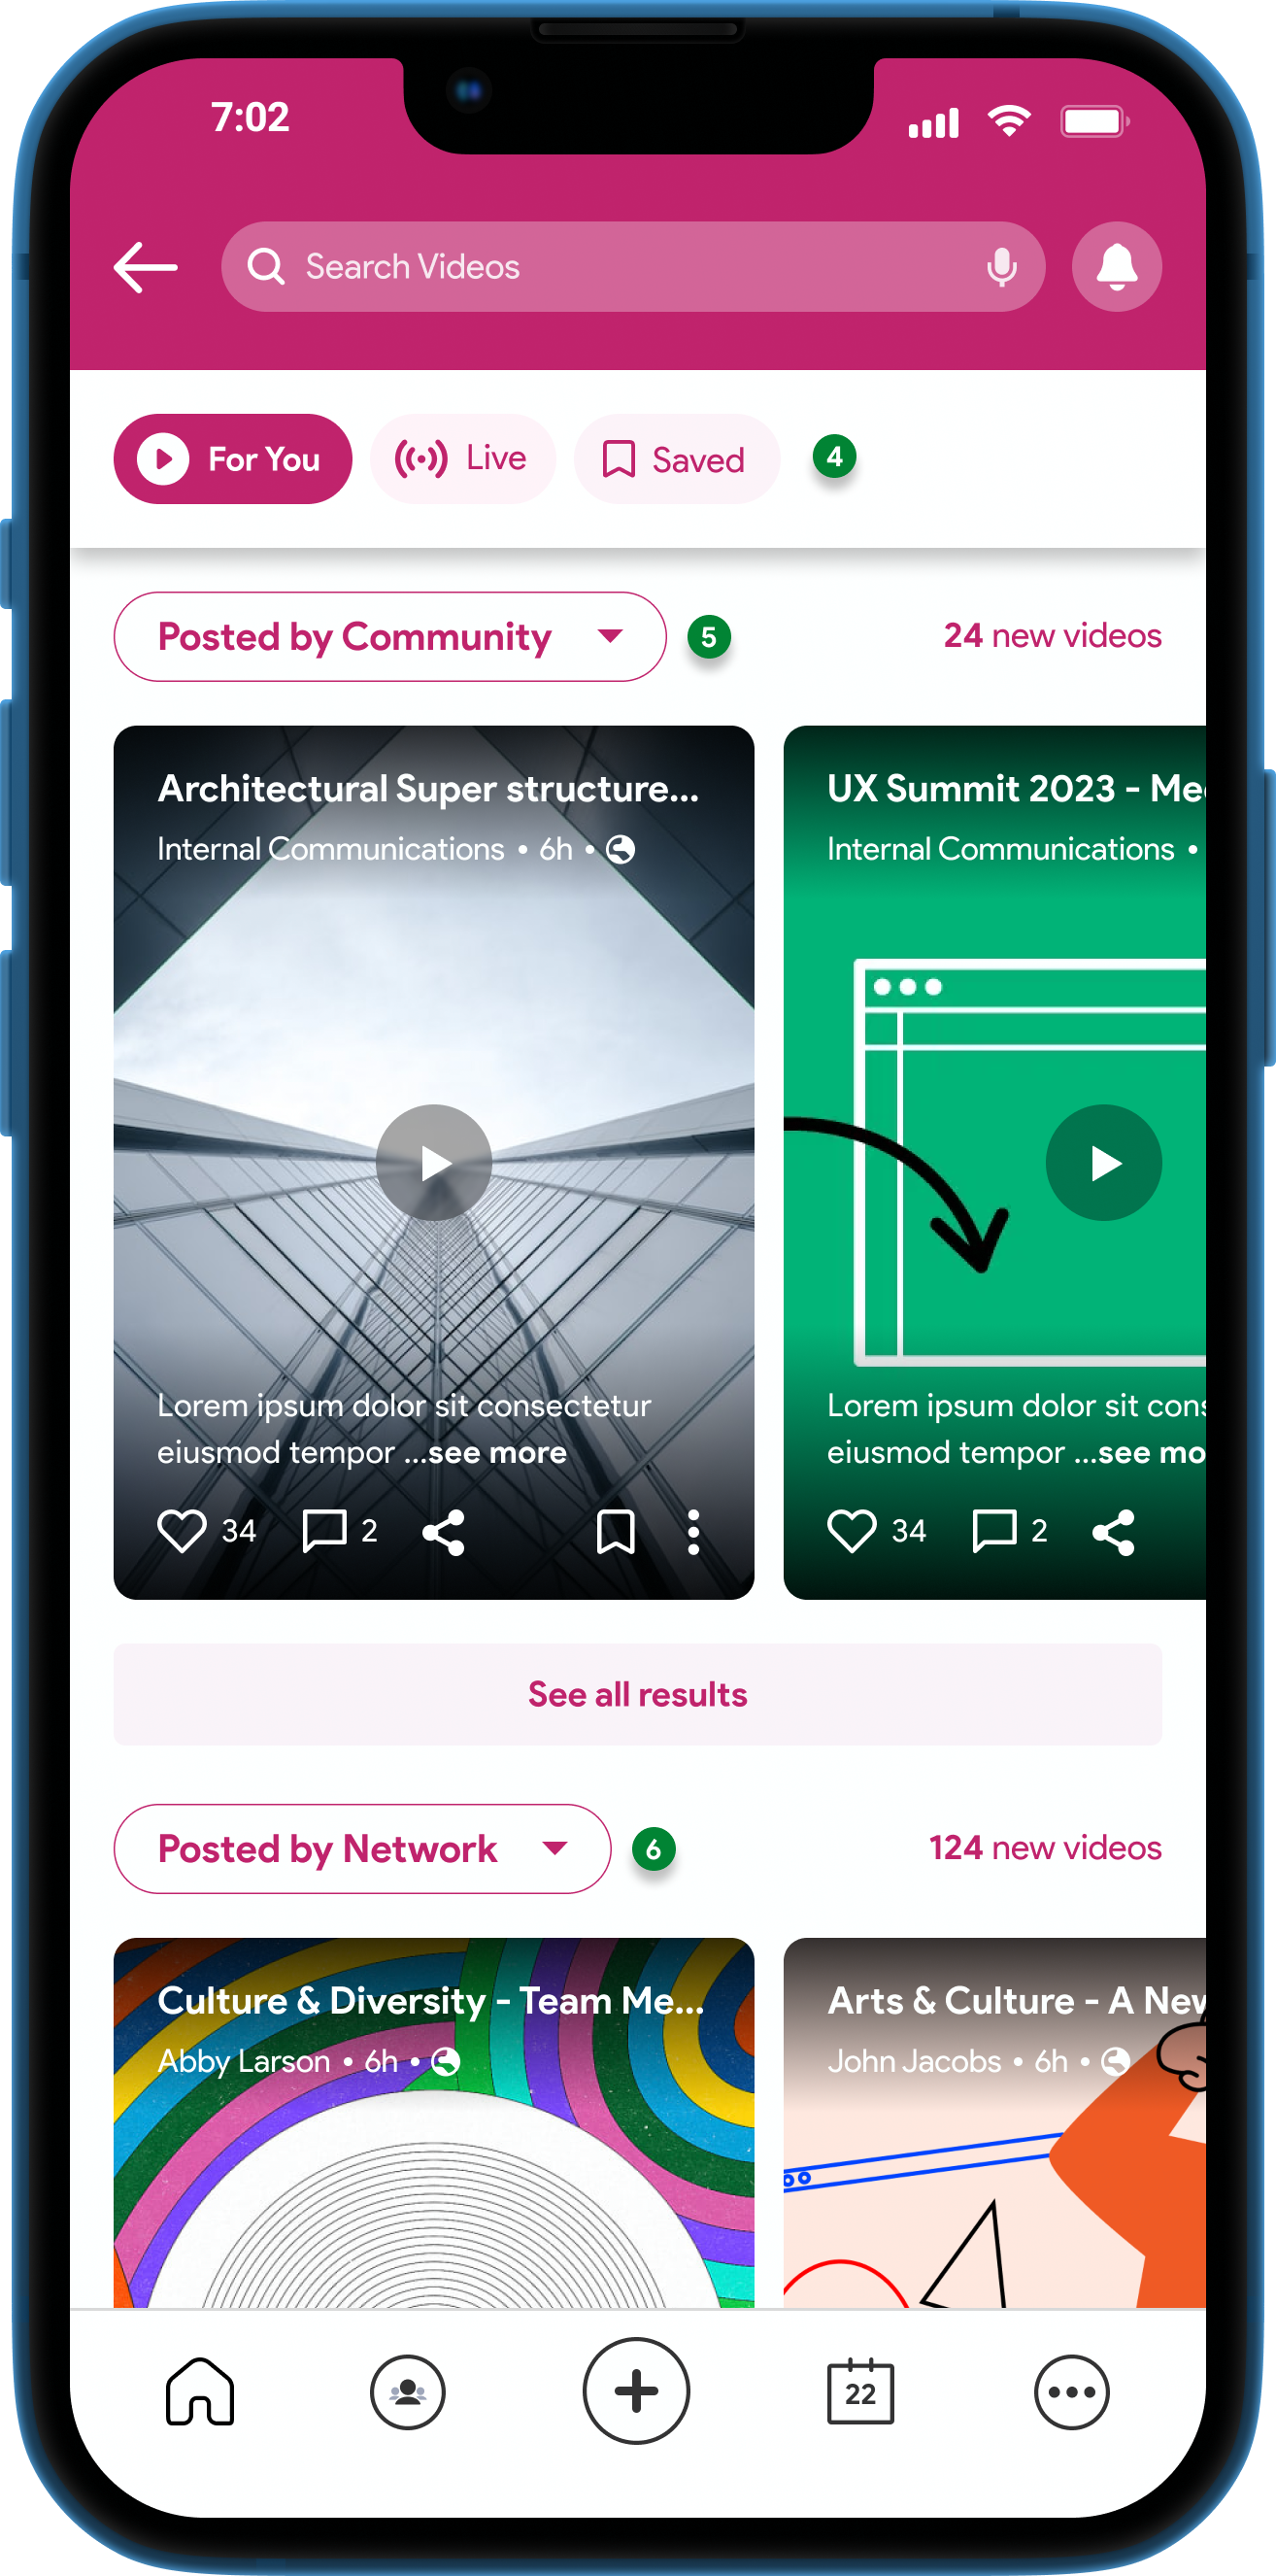 7:02
Search Videos
For You
Live
Saved
4
Posted by Community
5
24 new videos
Architectural Super structure...
Internal Communications • 6h •
UX Summit 2023 -
Internal Communications •
Lorem ipsum dolor sit consectetur
eiusmod tempor ...see more
34
2
Lorem ipsum dolor sit
eiusmod tempor ...see
34
2
See all results
Posted by Network
6
124 new videos
Culture & Diversity - Team Me...
Abby Larson • 6h •
Arts & Culture - A New
John Jacobs • 6h •
22